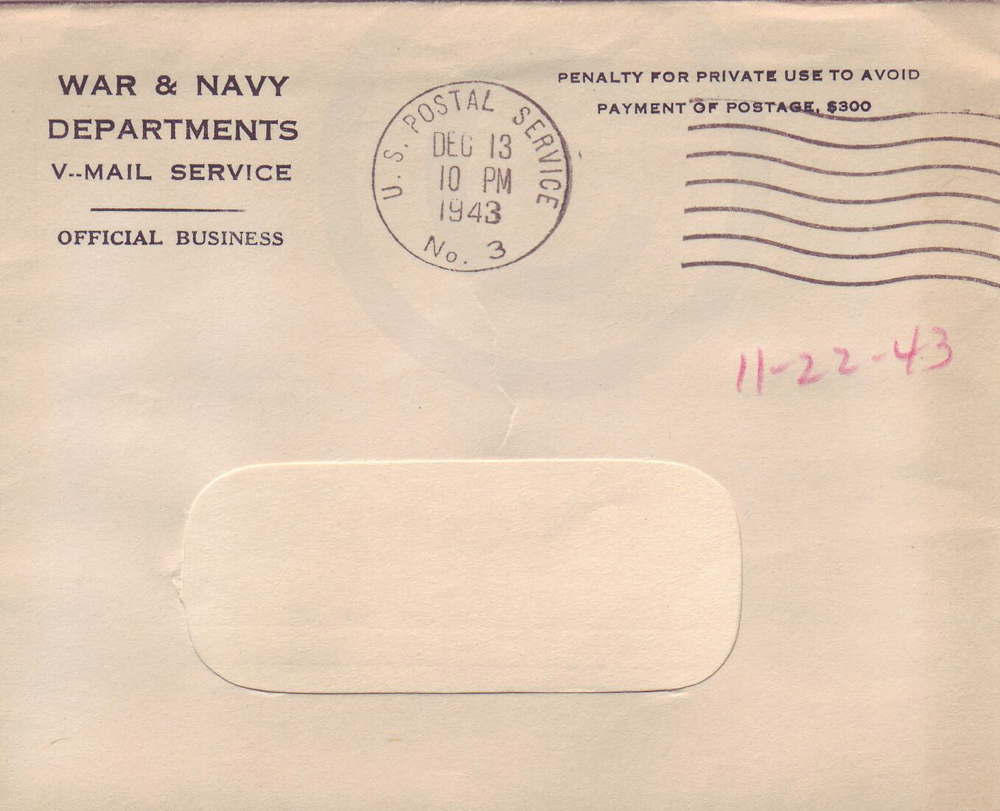 WAR & NAVY
DEPARTMENTS
V--MAIL SERVICE
OFFICIAL BUSINESS
U.S. POSTAL SERVICE
DEC 13
10 PM
1943
No. 3
PENALTY FOR PRIVATE USE TO AVOID
PAYMENT OF POSTAGE, $300
11-22-43